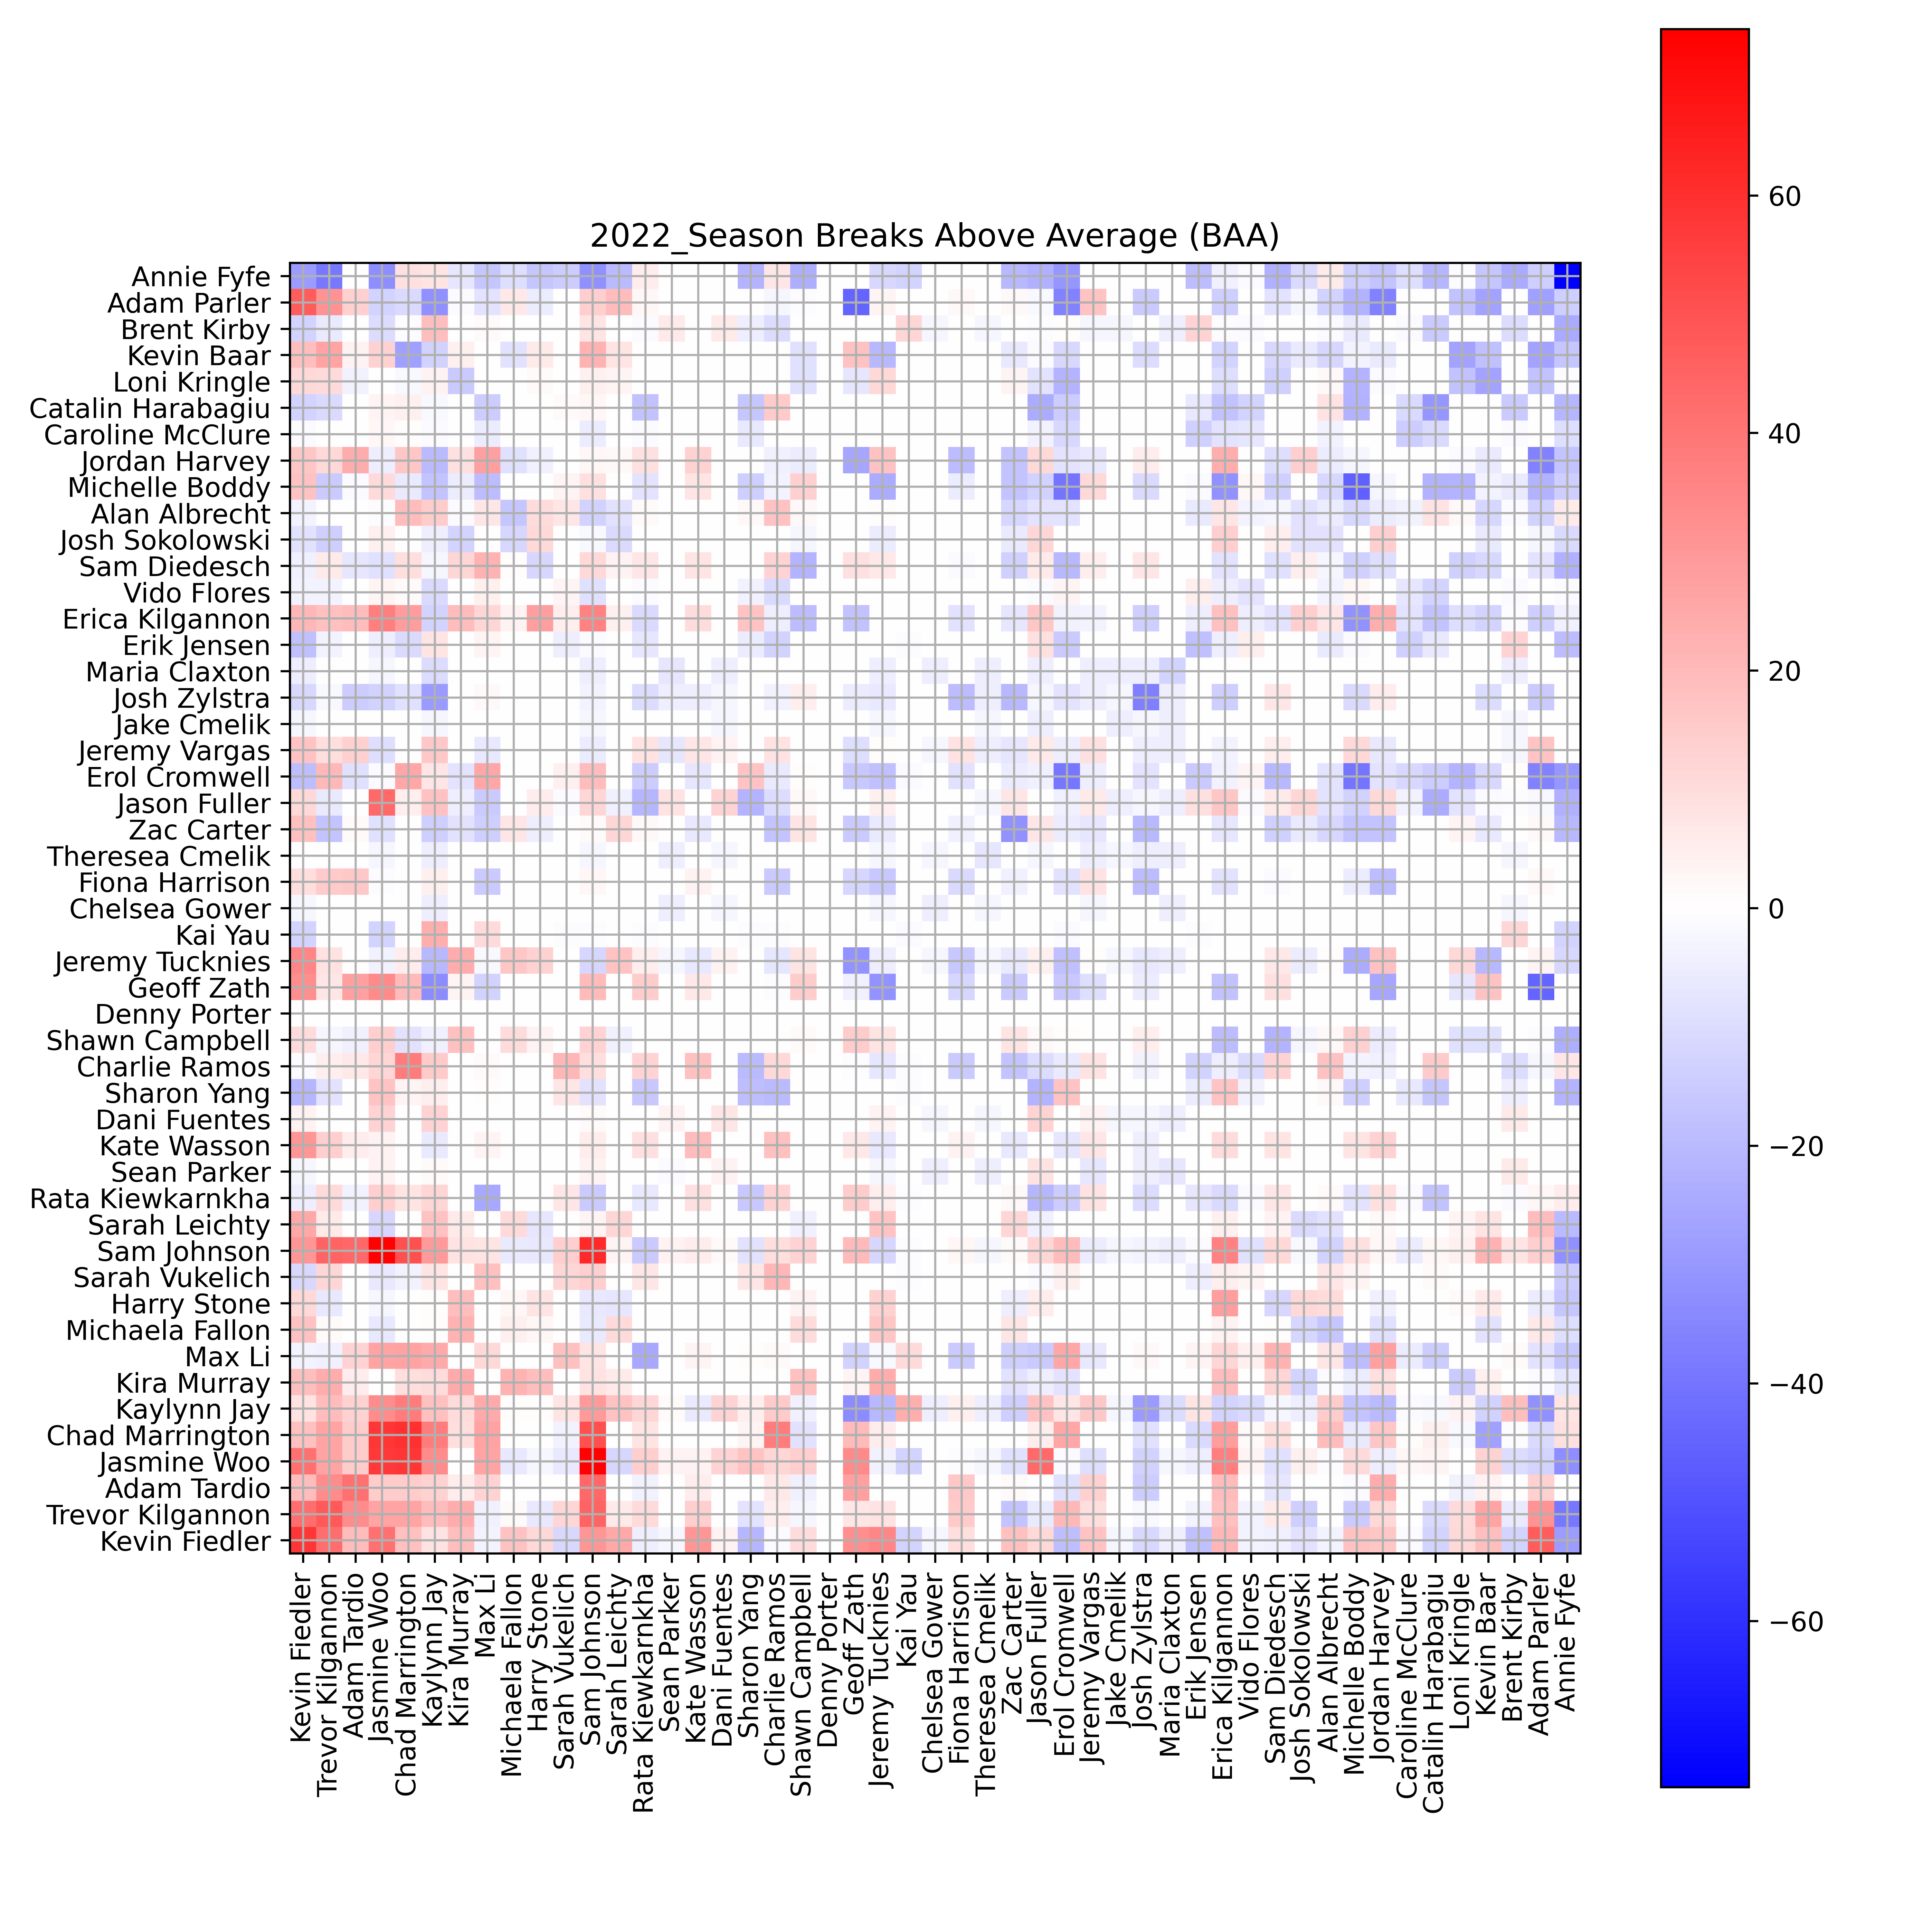 2022_Season Breaks Above Average (BAA)
Annie Fyfe
Adam Parler
Brent Kirby
Kevin Baar
Loni Kringle
Catalin Harabagiu
Caroline McClure
Jordan Harvey
Michelle Boddy
Alan Albrecht
Josh Sokolowski
Sam Diedesch
Vido Flores
Erica Kilgannon
Erik Jensen
Maria Claxton
Josh Zylstra
Jake Cmelik
Jeremy Vargas
Erol Cromwell
Jason Fuller
Zac Carter
Theresea Cmelik
Fiona Harrison
Chelsea Gower
Kai Yau
Jeremy Tucknies
Geoff Zath
Denny Porter
Shawn Campbell
Charlie Ramos
Sharon Yang
Dani Fuentes
Kate Wasson
Sean Parker
Rata Kiewkarnkha
Sarah Leichty
Sam Johnson
Sarah Vukelich
Harry Stone
Michaela Fallon
Max Li
Kira Murray
Kaylynn Jay
Chad Marrington
Jasmine Woo
Adam Tardio
Trevor Kilgannon
Kevin Fiedler
Kevin Fiedler
Trevor Kilgannon
Adam Tardio
Jasmine Woo
Chad Marrington
Kaylynn Jay
Kira Murray
Max Li
Michaela Fallon
Harry Stone
Sarah Vukelich
Sam Johnson
Sarah Leichty
Rata Kiewkarnkha
Sean Parker
Kate Wasson
Dani Fuentes
Sharon Yang
Charlie Ramos
Shawn Campbell
Denny Porter
Geoff Zath
Jeremy Tucknies
Kai Yau
Chelsea Gower
Fiona Harrison
Theresea Cmelik
Zac Carter
Jason Fuller
Erol Cromwell
Jeremy Vargas
Jake Cmelik
Josh Zylstra
Maria Claxton
Erik Jensen
Erica Kilgannon
Vido Flores
Sam Diedesch
Josh Sokolowski
Alan Albrecht
Michelle Boddy
Jordan Harvey
Caroline McClure
Catalin Harabagiu
Loni Kringle
Kevin Baar
Brent Kirby
Adam Parler
Annie Fyfe
60
40
20
0
−20
−40
−60